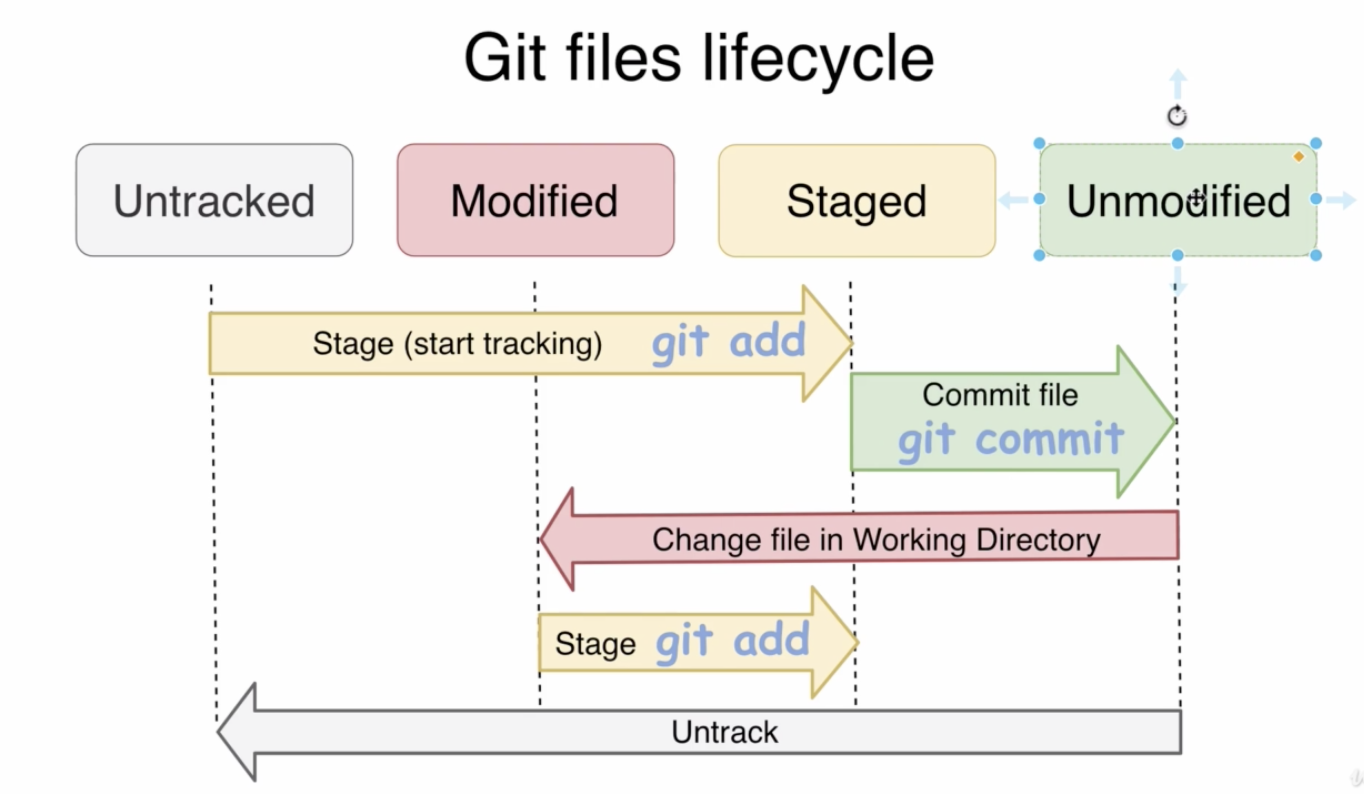 Git files lifecycle
Untracked
Modified
Staged
Unmodified
Stage (start tracking) git add
Commit file
git commit
Change file in Working Directory
Stage git add
Untrack